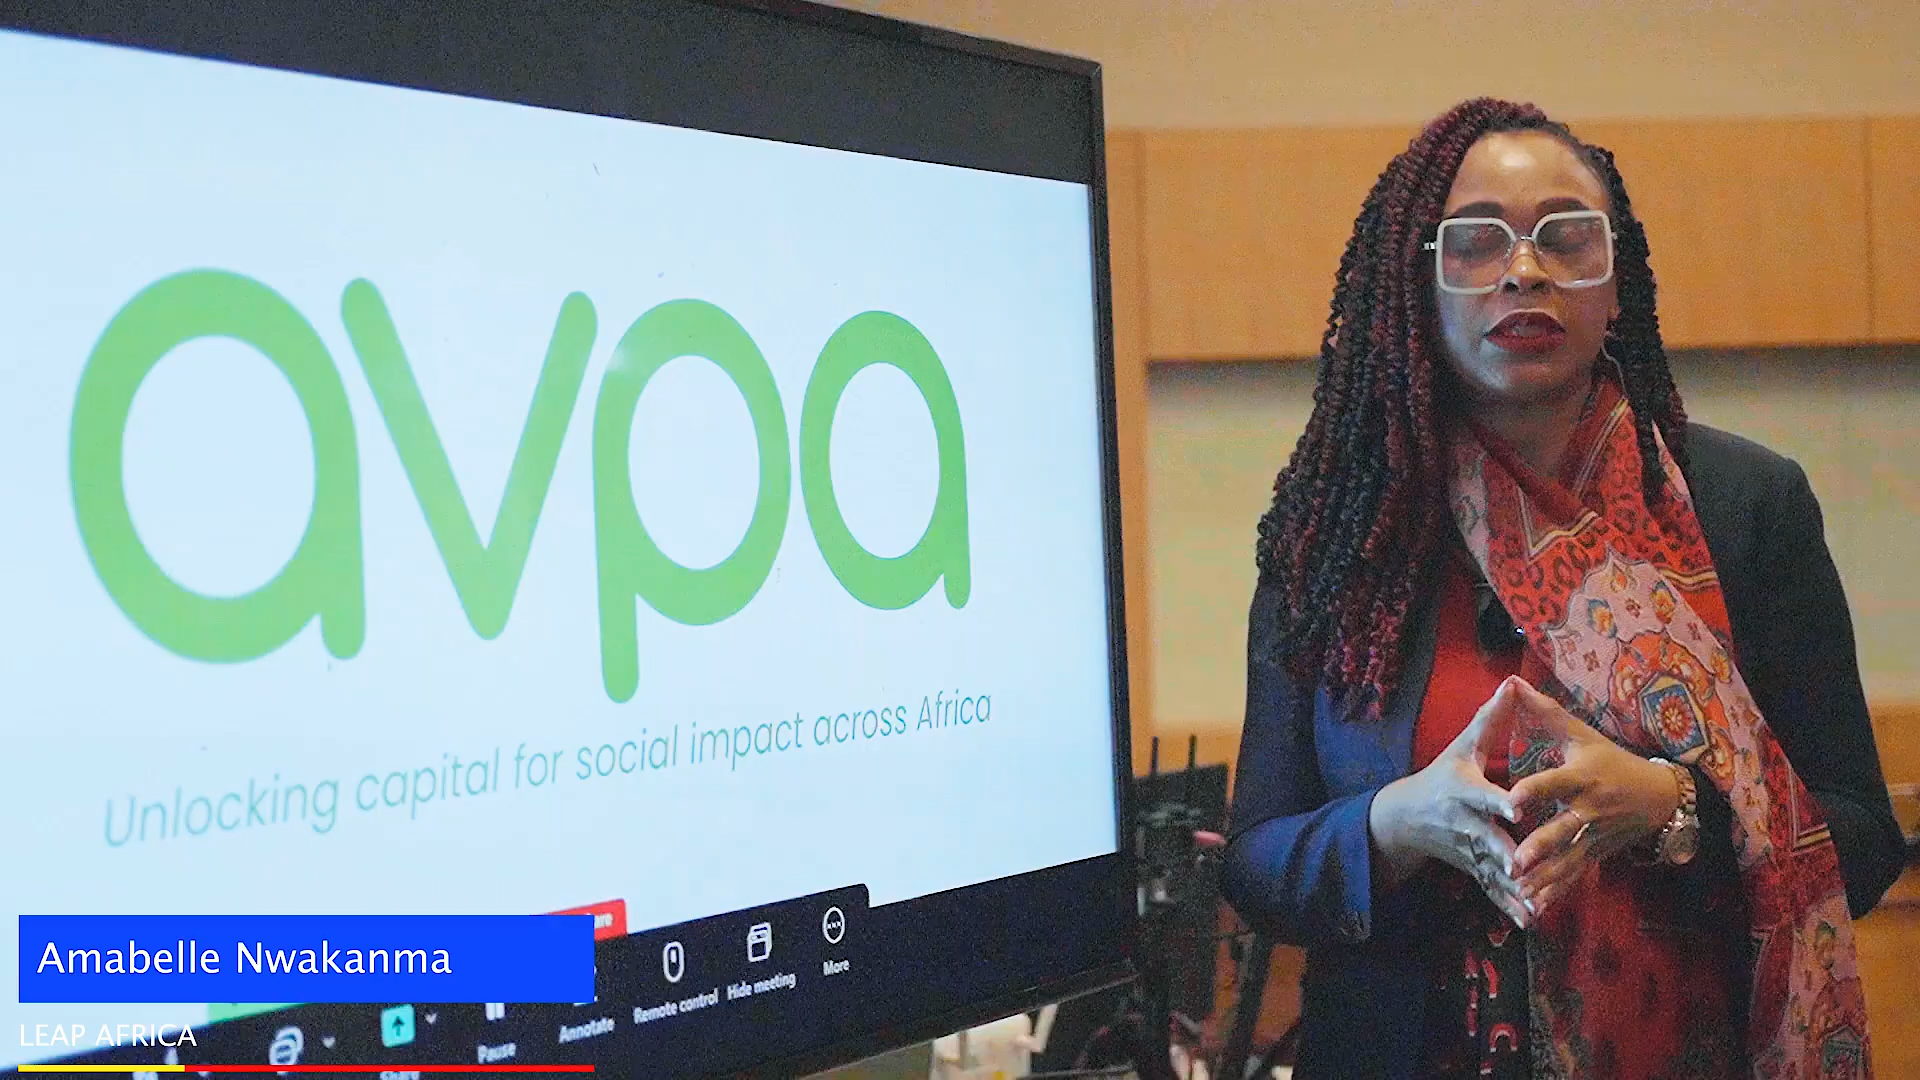 avpa
Unlocking capital for social impact across Africa
Amabelle Nwakanma
Annotate
Remote control
Hide meeting
More
LEAP AFRICA
Pause